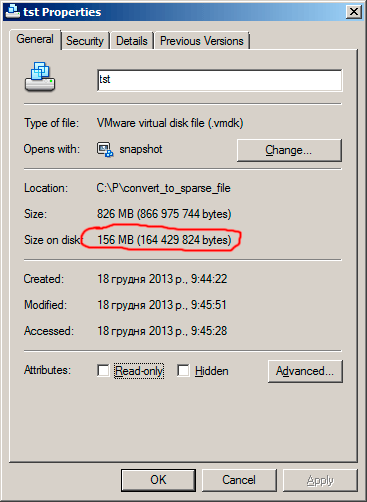 tst Properties
General Security Details Previous Versions
tst
Type of file: VMware virtual disk file (.vmdk)
Opens with: snapshot Change...
Location: C:\P\convert_to_sparse_file
Size: 826 MB (866 975 744 bytes)
Size on disk: 156 MB (164 429 824 bytes)
Created: 18 грудня 2013 р., 9:44:22
Modified: 18 грудня 2013 р., 9:45:51
Accessed: 18 грудня 2013 р., 9:45:28
Attributes: Read-only Hidden Advanced...
OK Cancel Apply